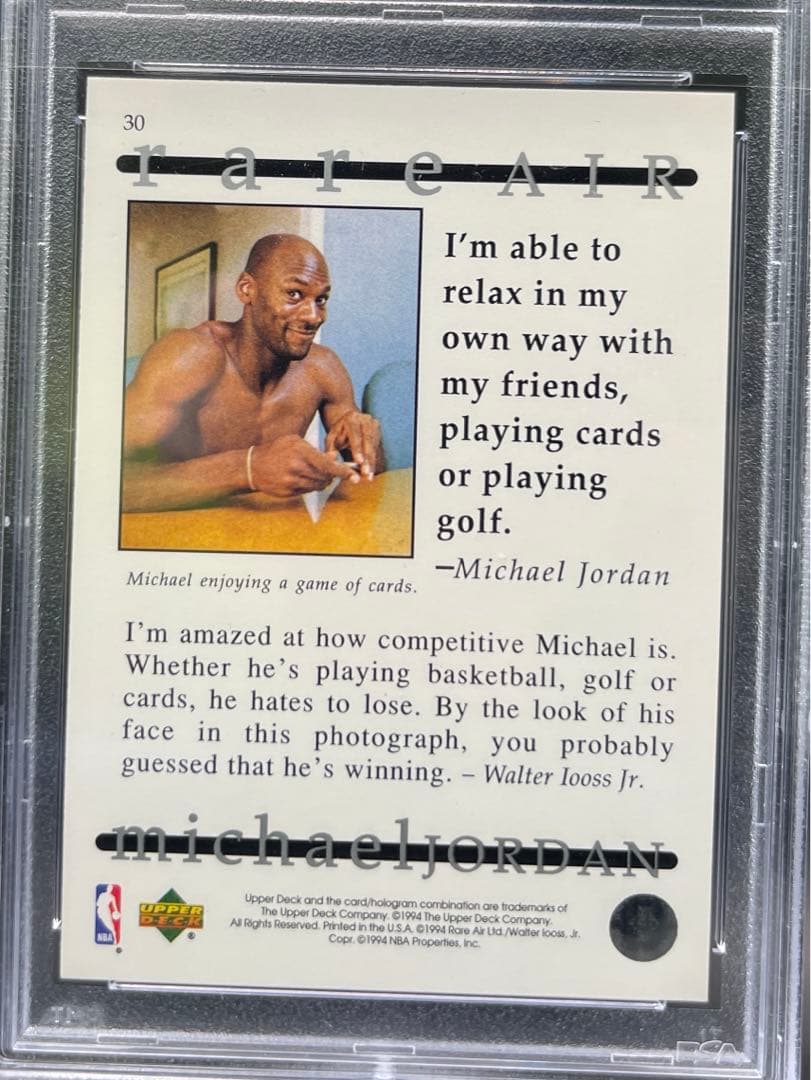 30
rare AIR
I'm able to
relax in my
own way with
my friends,
playing cards
or playing
golf.
–Michael Jordan
Michael enjoying a game of cards.
I'm amazed at how competitive Michael is.
Whether he's playing basketball, golf or
cards, he hates to lose. By the look of his
face in this photograph, you probably
guessed that he's winning. – Walter Iooss Jr.
michaelJORDAN
NBA
®
UPPER
DECK
®
Upper Deck and the card/hologram combination are trademarks of
The Upper Deck Company. ©1994 The Upper Deck Company.
All Rights Reserved. Printed in the U.S.A. ©1994 Rare Air Ltd./Walter Iooss, Jr.
Copr. ©1994 NBA Properties, Inc.
PSA